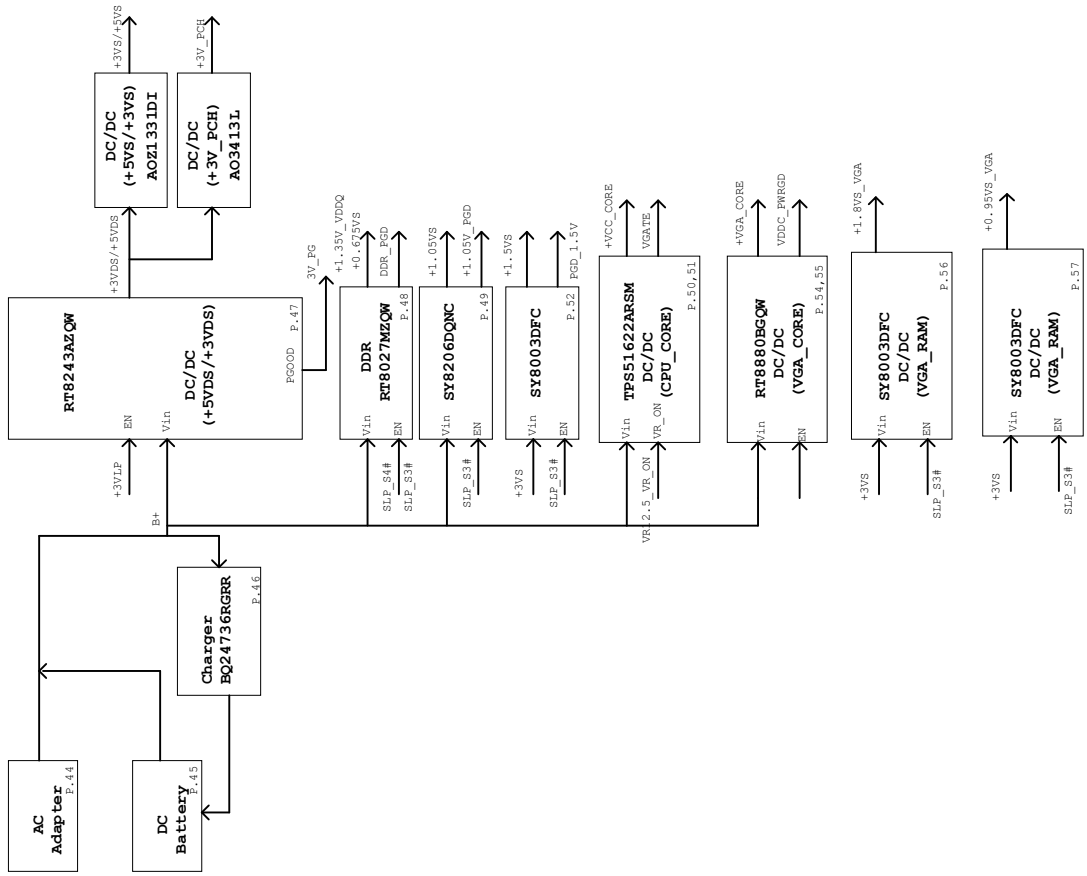 AC
Adapter
P.44
DC
Battery
P.45
Charger
BQ24736RGRR
P.46
B+
+3VLP
EN
Vin
RT8243AZQW
DC/DC
(+5VDS/+3VDS)
PGOOD
P.47
+3VDS/+5VDS
3V_PG
DC/DC
(+5VS/+3VS)
AOZ1331DI
+3VS/+5VS
DC/DC
(+3V_PCH)
AO3413L
+3V_PCH
SLP_S4#
SLP_S3#
Vin
EN
DDR
RT8027MZQW
P.48
+1.35V_VDDQ
+0.675VS
DDR_PGD
SLP_S3#
Vin
EN
SY8206DQNC
P.49
+1.05VS
+1.05V_PGD
+3VS
SLP_S3#
Vin
EN
SY8003DFC
P.52
+1.5VS
PGD_1.5V
VR12.5_VR_ON
Vin
VR_ON
TPS51622ARSM
DC/DC
(CPU_CORE)
P.50,51
+VCC_CORE
VGATE
Vin
EN
RT8880BGQW
DC/DC
(VGA_CORE)
P.54,55
+VGA_CORE
VDDC_PWRGD
+3VS
SLP_S3#
Vin
EN
SY8003DFC
DC/DC
(VGA_RAM)
P.56
+1.8VS_VGA
+3VS
SLP_S3#
Vin
EN
SY8003DFC
DC/DC
(VGA_RAM)
P.57
+0.95VS_VGA